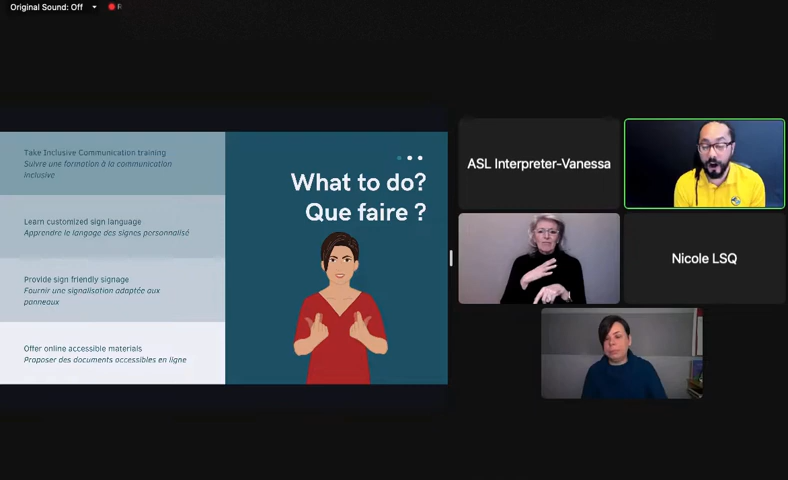 Original Sound: Off
Take Inclusive Communication training
Suivre une formation à la communication
inclusive
Learn customized sign language
Apprendre le langage des signes personnalisé
Provide sign friendly signage
Fournir une signalisation adaptée aux
panneaux
Offer online accessible materials
Proposer des documents accessibles en ligne
What to do?
Que faire ?
ASL Interpreter-Vanessa
Nicole LSQ